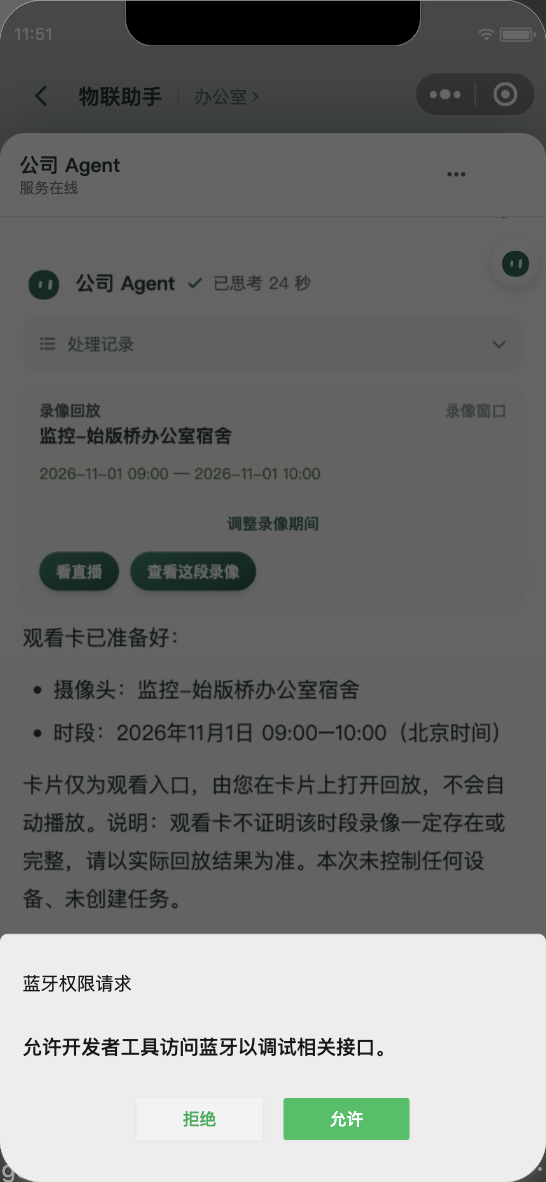 11:51
物联助手
办公室
公司 Agent
服务在线
公司 Agent 已思考 24 秒
处理记录
录像回放 录像窗口
监控-始版桥办公室宿舍
2026-11-01 09:00 — 2026-11-01 10:00
调整录像期间
看直播 查看这段录像
观看卡已准备好：
• 摄像头：监控-始版桥办公室宿舍
• 时段：2026年11月1日 09:00—10:00（北京时间）
卡片仅为观看入口，由您在卡片上打开回放，不会自
动播放。说明：观看卡不证明该时段录像一定存在或
完整，请以实际回放结果为准。本次未控制任何设
备、未创建任务。
蓝牙权限请求
允许开发者工具访问蓝牙以调试相关接口。
拒绝 允许